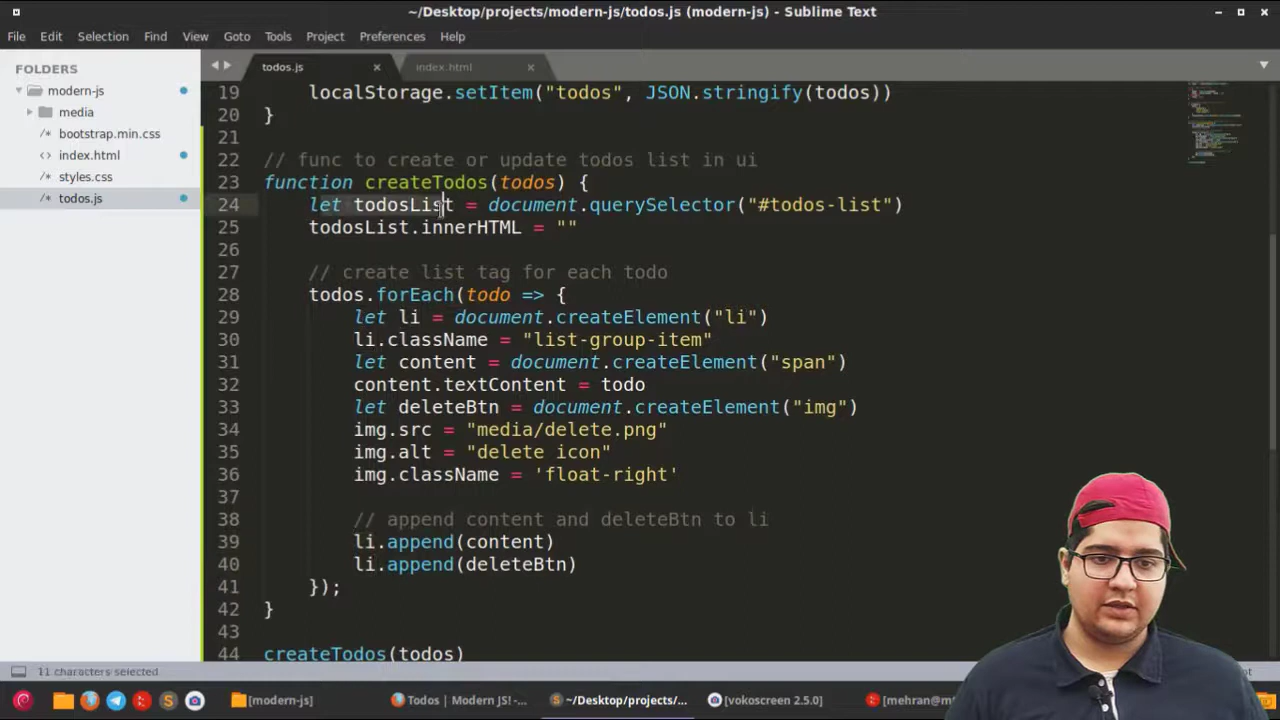 ~/Desktop/projects/modern-js/todos.js (modern-js) - Sublime Text
File Edit Selection Find View Goto Tools Project Preferences Help
FOLDERS
modern-js
media
bootstrap.min.css
index.html
styles.css
todos.js
todos.js
index.html
19 localStorage.setItem("todos", JSON.stringify(todos))
20 }
21
22 // func to create or update todos list in ui
23 function createTodos(todos) {
24 let todosList = document.querySelector("#todos-list")
25 todosList.innerHTML = ""
26
27 // create list tag for each todo
28 todos.forEach(todo => {
29 let li = document.createElement("li")
30 li.className = "list-group-item"
31 let content = document.createElement("span")
32 content.textContent = todo
33 let deleteBtn = document.createElement("img")
34 img.src = "media/delete.png"
35 img.alt = "delete icon"
36 img.className = 'float-right'
37
38 // append content and deleteBtn to li
39 li.append(content)
40 li.append(deleteBtn)
41 });
42 }
43
44 createTodos(todos)
11 characters selected
[modern-js]
Todos | Modern JS! -...
~/Desktop/projects/...
[vokoscreen 2.5.0]